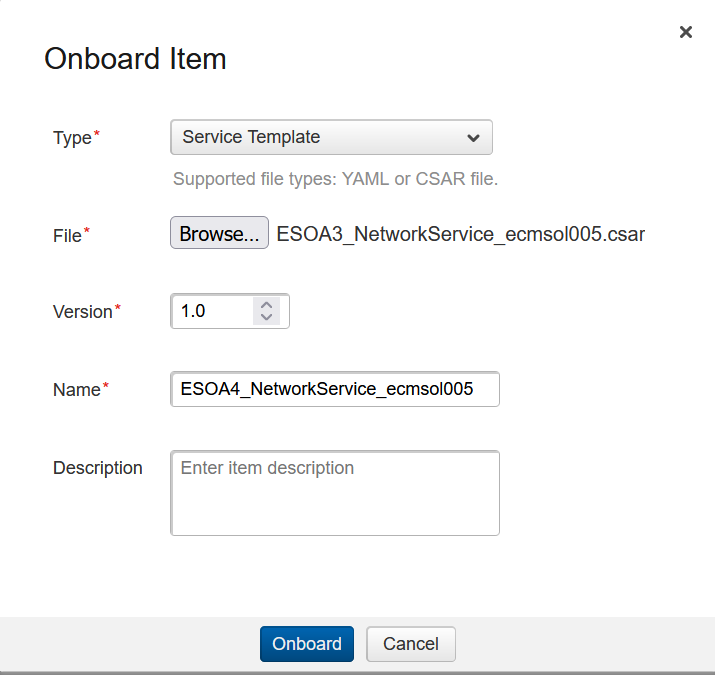 Onboard Item
Type*
Service Template
Supported file types: YAML or CSAR file.
File*
Browse... ESOA3_NetworkService_ecmsol005.csar
Version*
1.0
Name*
ESOA4_NetworkService_ecmsol005
Description
Enter item description
Onboard
Cancel